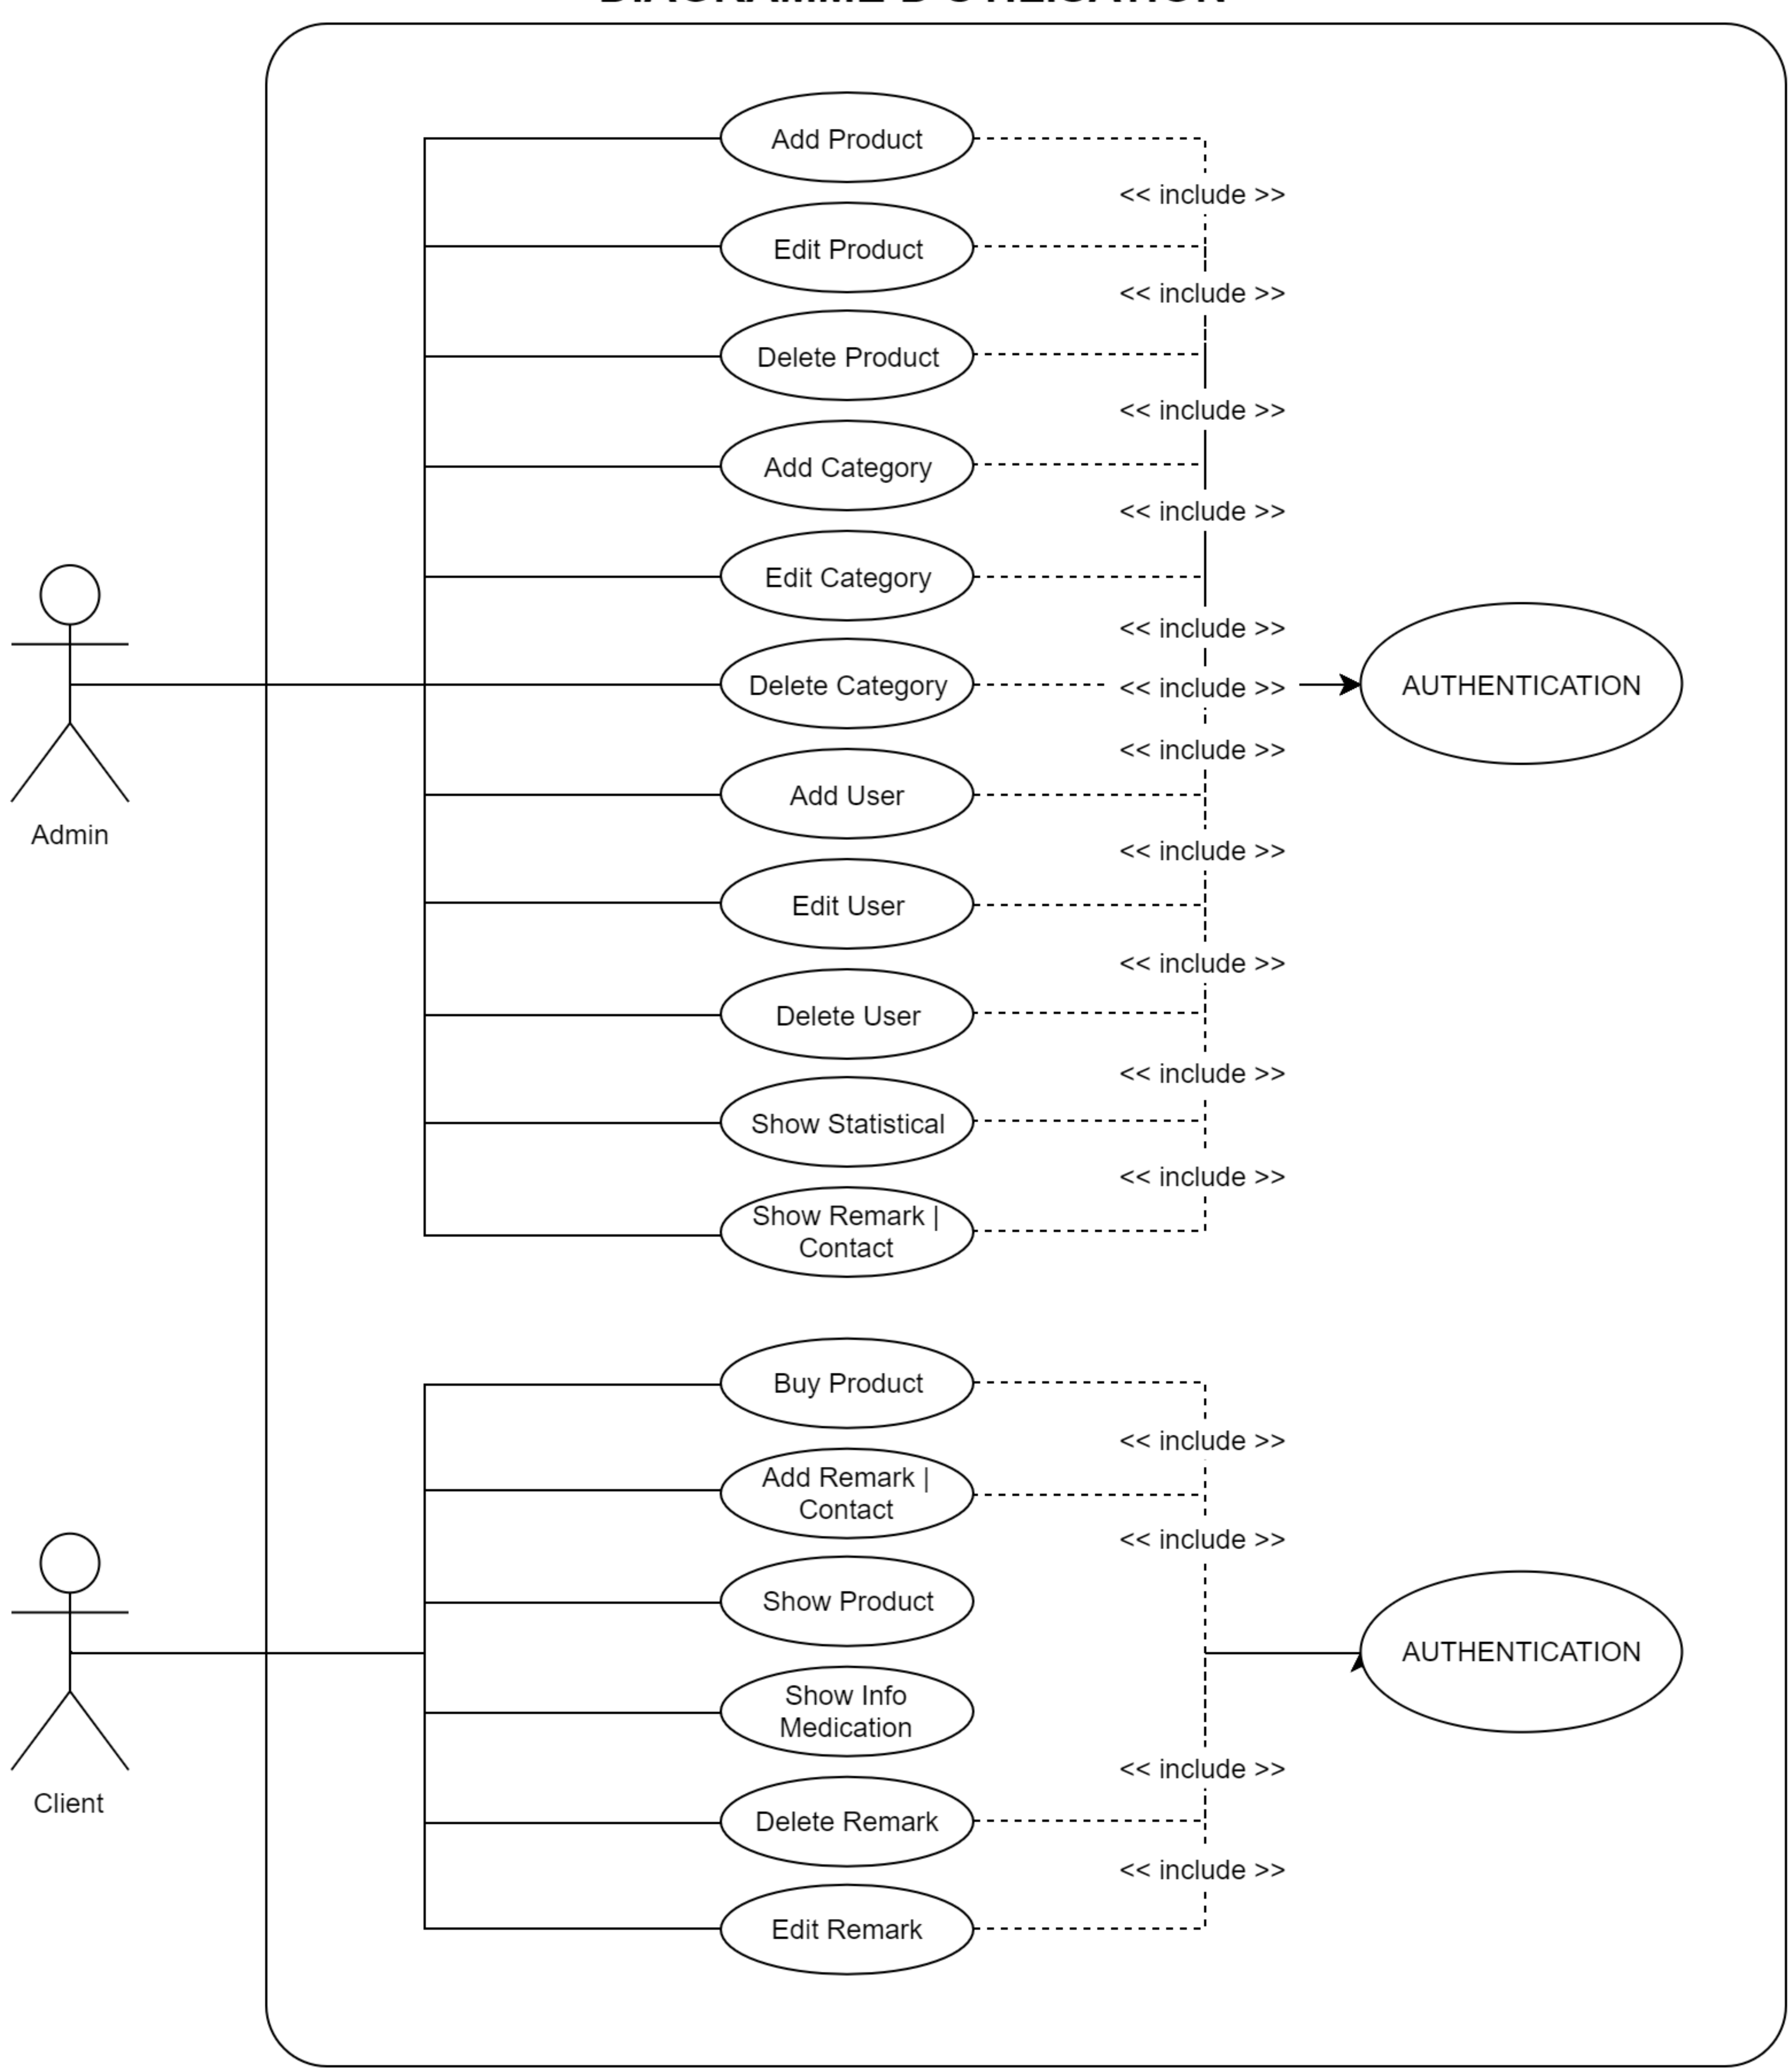 Add Product
<< include >>
Edit Product
<< include >>
Delete Product
<< include >>
Add Category
<< include >>
Edit Category
<< include >>
Delete Category
<< include >>
AUTHENTICATION
<< include >>
Add User
Admin
<< include >>
Edit User
<< include >>
Delete User
<< include >>
Show Statistical
<< include >>
Show Remark |
Contact
Buy Product
<< include >>
Add Remark |
Contact
<< include >>
Show Product
AUTHENTICATION
Show Info
Medication
<< include >>
Client
Delete Remark
<< include >>
Edit Remark